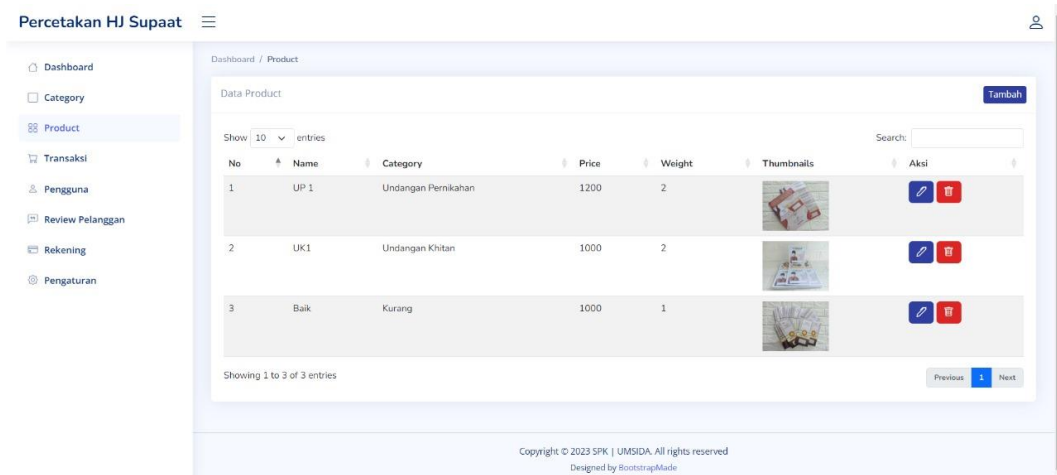 Percetakan HJ Supaat
Dashboard
Category
Product
Transaksi
Pengguna
Review Pelanggan
Rekening
Pengaturan
Dashboard / Product
Data Product
Tambah
Show 10 entries
Search:
No Name Category Price Weight Thumbnails Aksi
1 UP 1 Undangan Pernikahan 1200 2
2 UK1 Undangan Khitan 1000 2
3 Baik Kurang 1000 1
Showing 1 to 3 of 3 entries
Previous 1 Next
Copyright © 2023 SPK | UMSIDA. All rights reserved
Designed by BootstrapMade